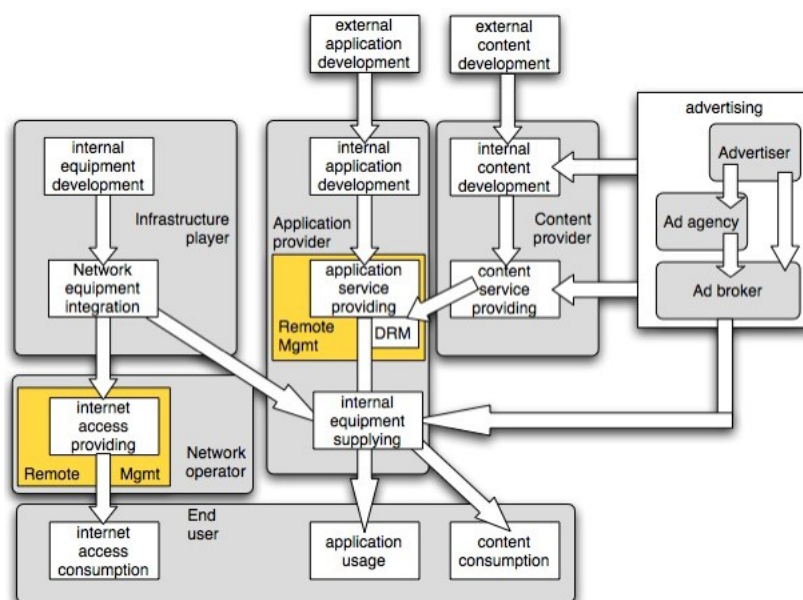 external
application
development
external
content
development
advertising
Advertiser
Ad agency
Ad broker
internal
equipment
development
Infrastructure
player
Network
equipment
integration
internal
application
development
Application
provider
application
service
providing
Remote
Mgmt
DRM
internal
content
development
Content
provider
content
service
providing
internet
access
providing
Remote Mgmt
Network
operator
internal
equipment
supplying
End
user
internet
access
consumption
application
usage
content
consumption